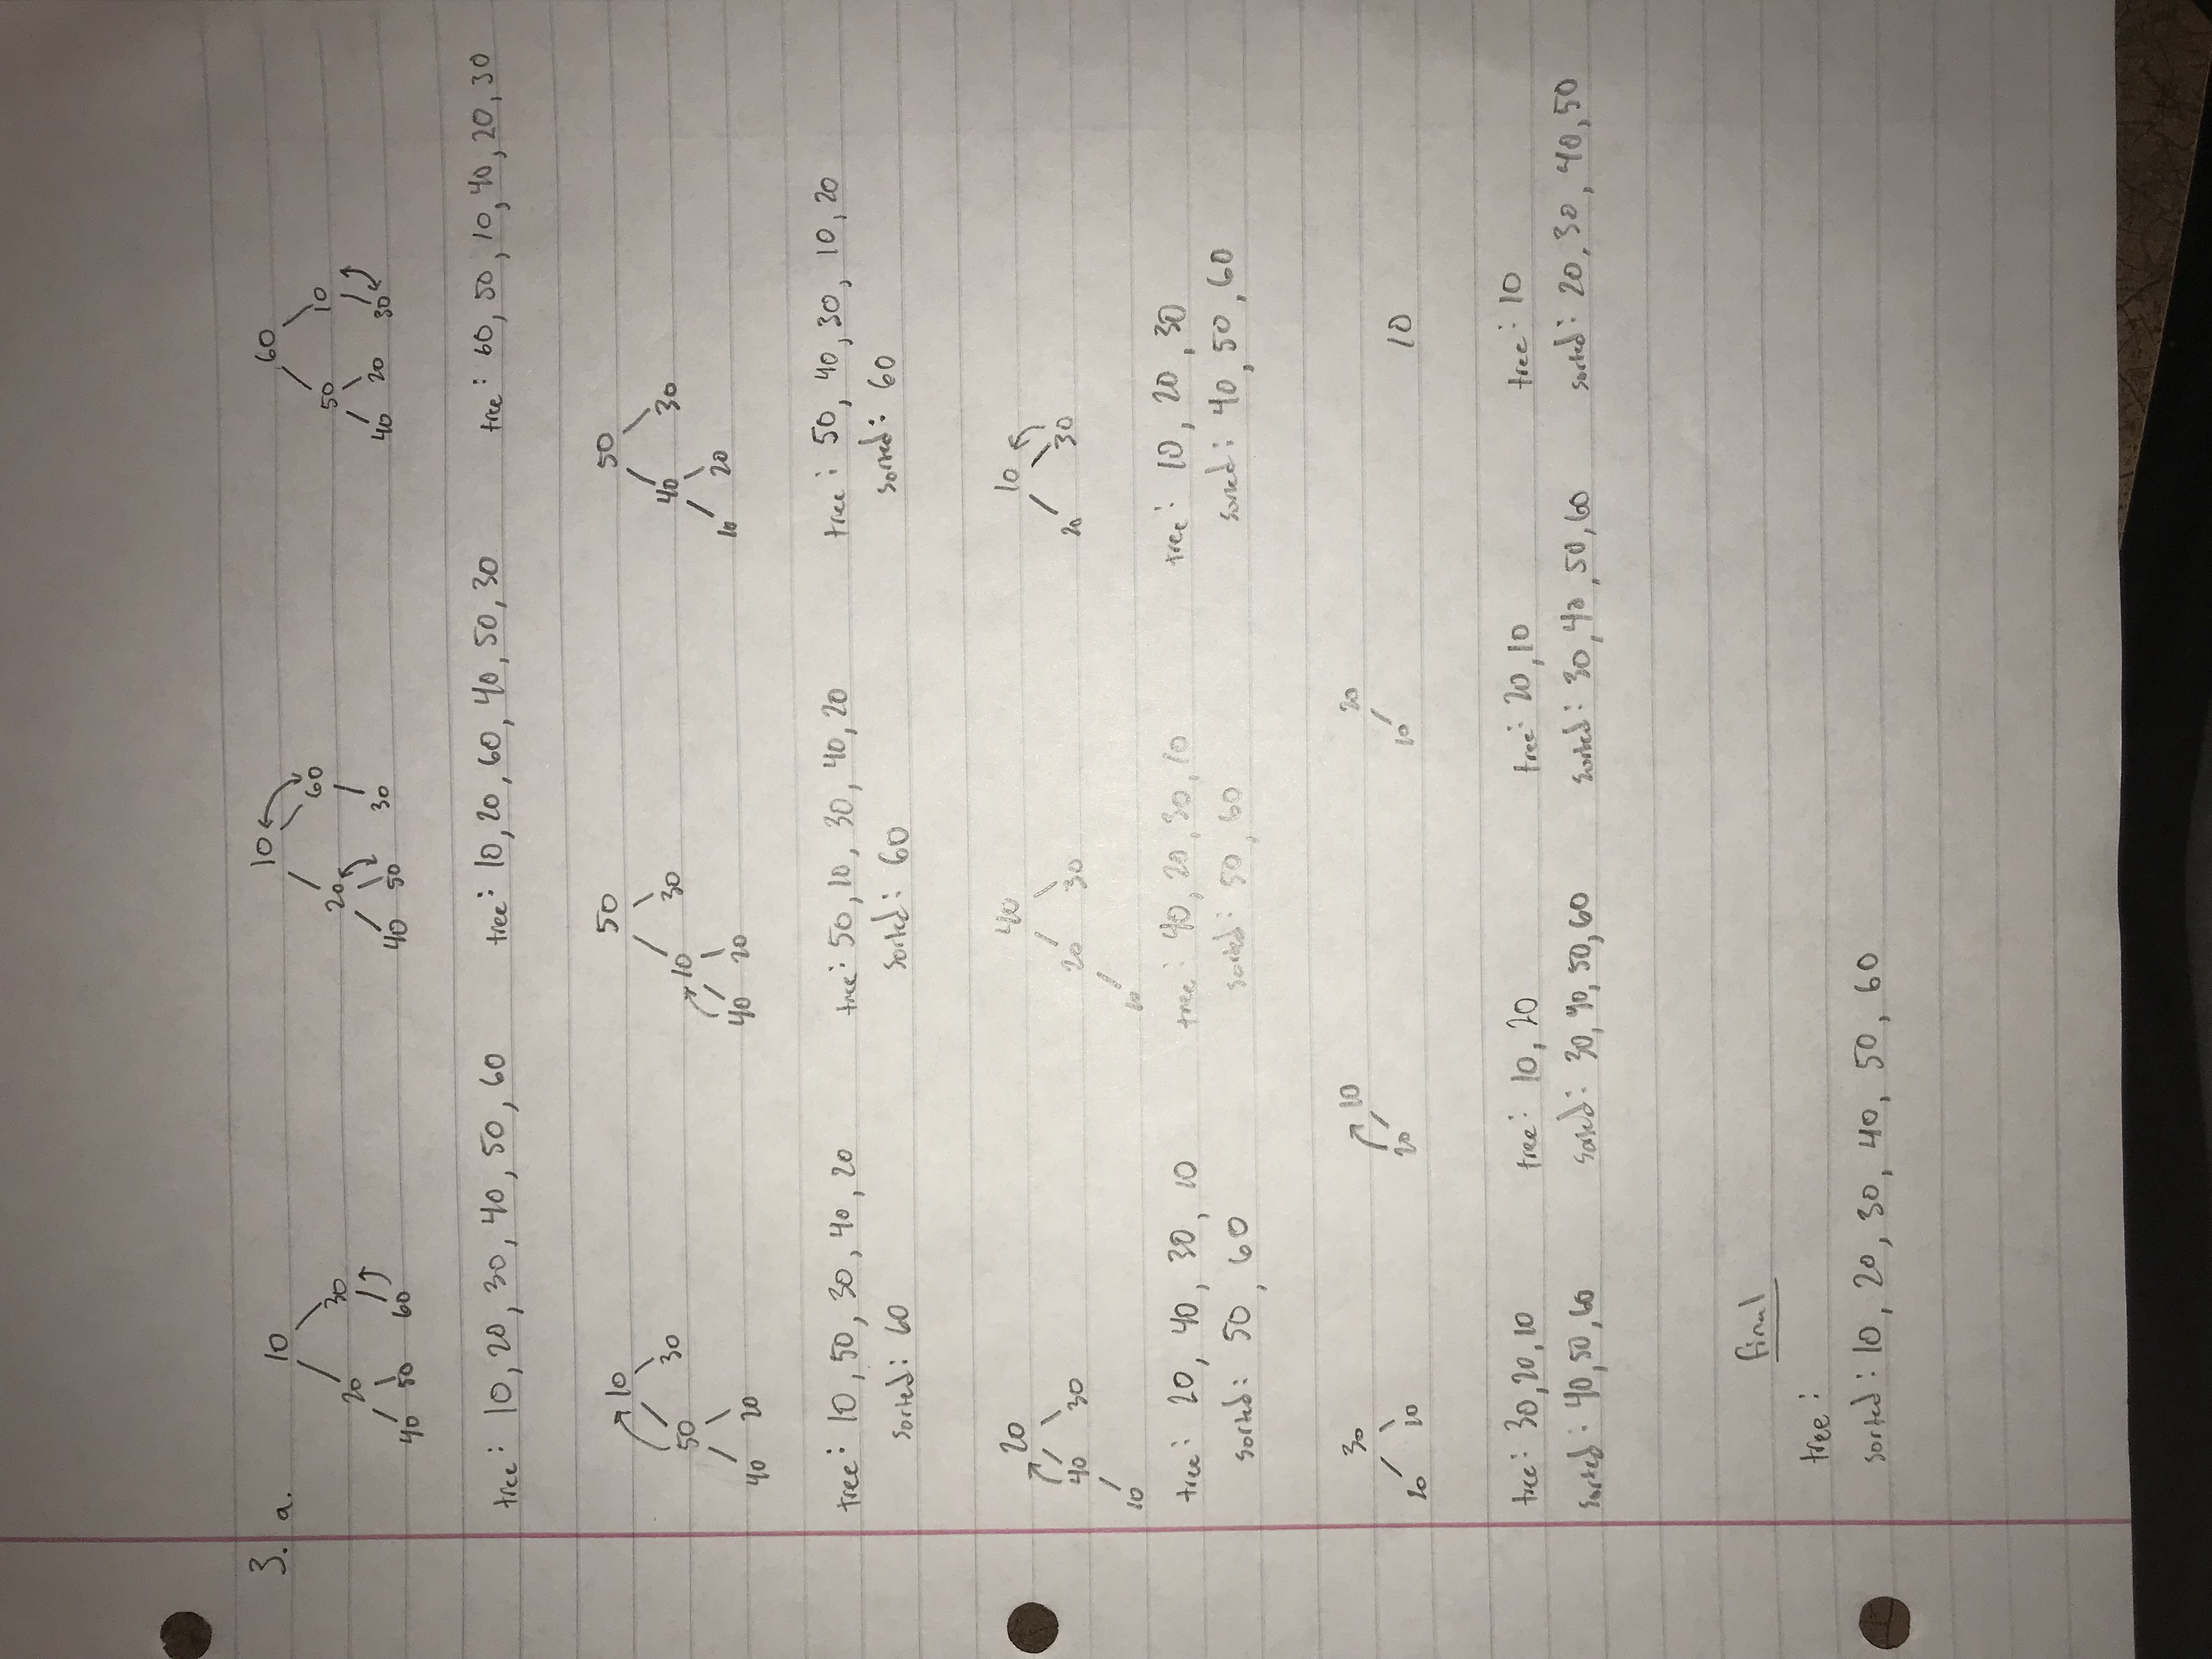 3. a.
10
20 30
40 50 60
10
20 60
40 50 30
60
50 10
40 20 30
tree: 10, 20, 30, 40, 50, 60
tree: 10, 20, 60, 40, 50, 30
tree: 60, 50, 10, 40, 20, 30
10
50 30
40 20
50
10 30
40 20
50
40 30
10 20
tree: 10, 50, 30, 40, 20
sorted: 60
tree: 50, 10, 30, 40, 20
sorted: 60
tree: 50, 40, 30, 10, 20
sorted: 60
20
40 30
10
40
20 30
10
10
20 30
tree: 20, 40, 30, 10
sorted: 50, 60
tree: 40, 20, 30, 10
sorted: 50, 60
tree: 10, 20, 30
sorted: 40, 50, 60
30
20 10
10
20
20
10
10
tree: 30, 20, 10
sorted: 40, 50, 60
tree: 10, 20
sorted: 30, 40, 50, 60
tree: 20, 10
sorted: 30, 40, 50, 60
tree: 10
sorted: 20, 30, 40, 50
final
tree:
sorted: 10, 20, 30, 40, 50, 60